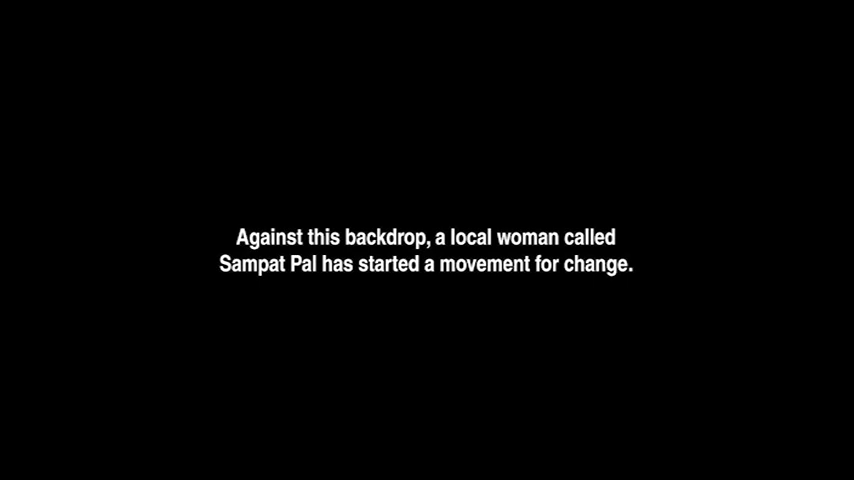 Against this backdrop, a local woman called
Sampat Pal has started a movement for change.